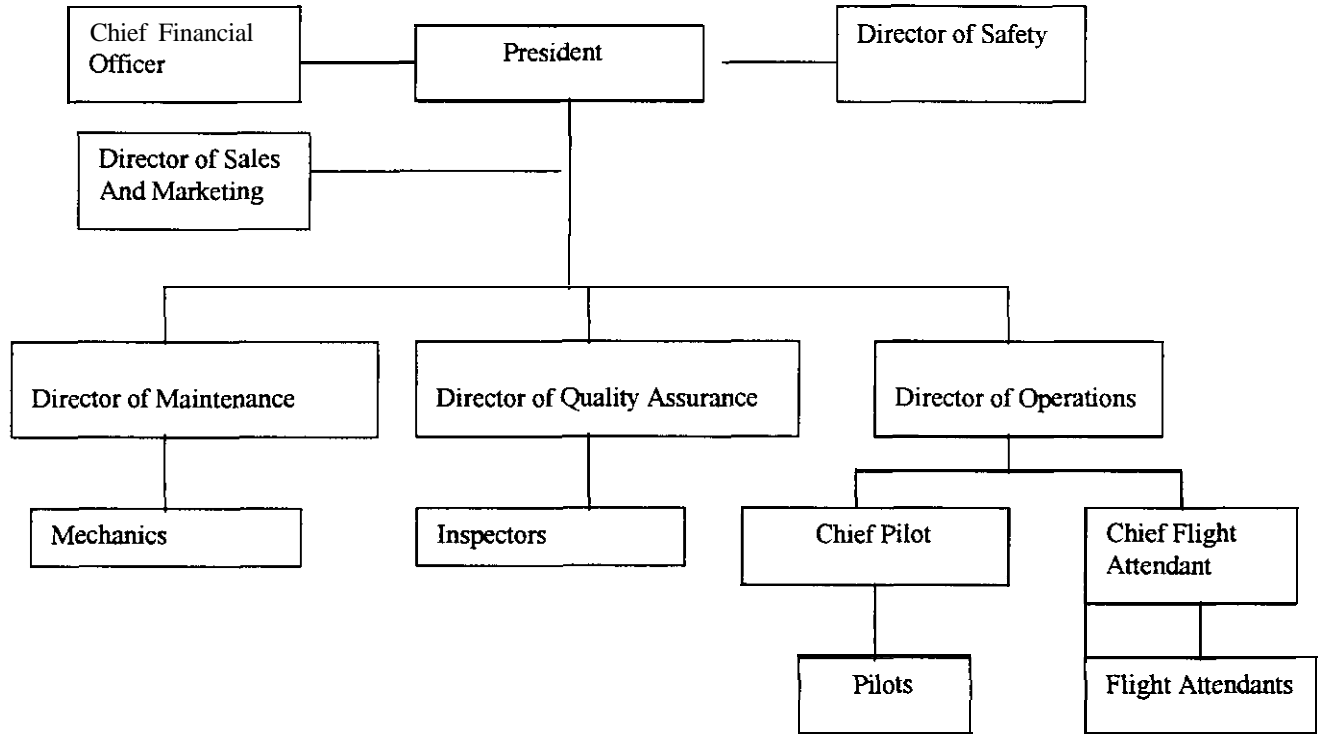 Chief Financial
Officer
President
Director of Safety
Director of Sales
And Marketing
Director of Maintenance
Director of Quality Assurance
Director of Operations
Mechanics
Inspectors
Chief Pilot
Chief Flight
Attendant
Pilots
Flight Attendants